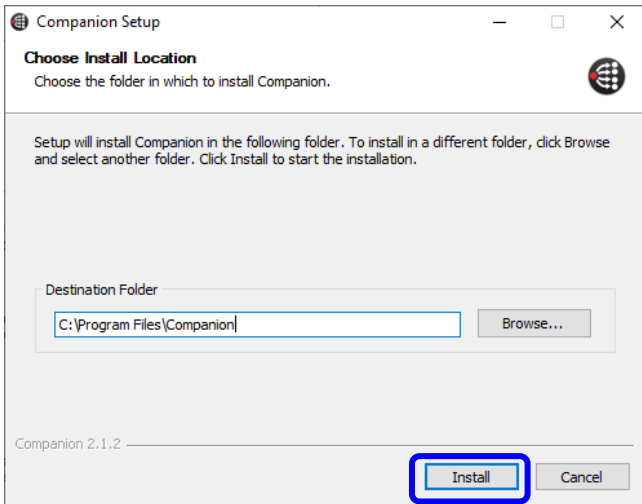 Companion Setup
Choose Install Location
Choose the folder in which to install Companion.
Setup will install Companion in the following folder. To install in a different folder, click Browse
and select another folder. Click Install to start the installation.
Destination Folder
C:\Program Files\Companion
Browse...
Companion 2.1.2
Install
Cancel